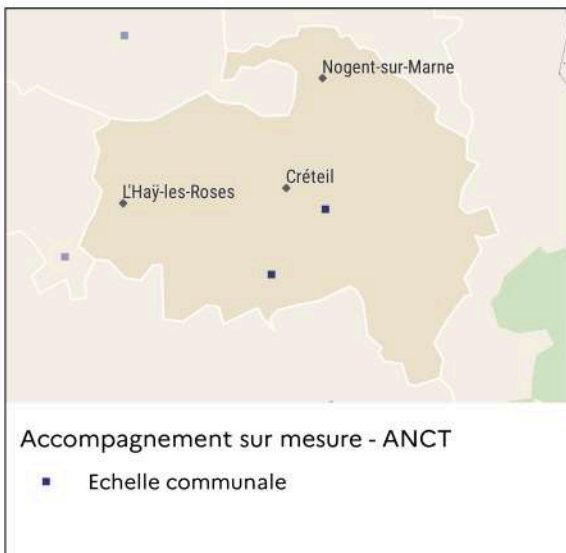 Nogent-sur-Marne
Créteil
L'Haÿ-les-Roses
Accompagnement sur mesure - ANCT
Echelle communale